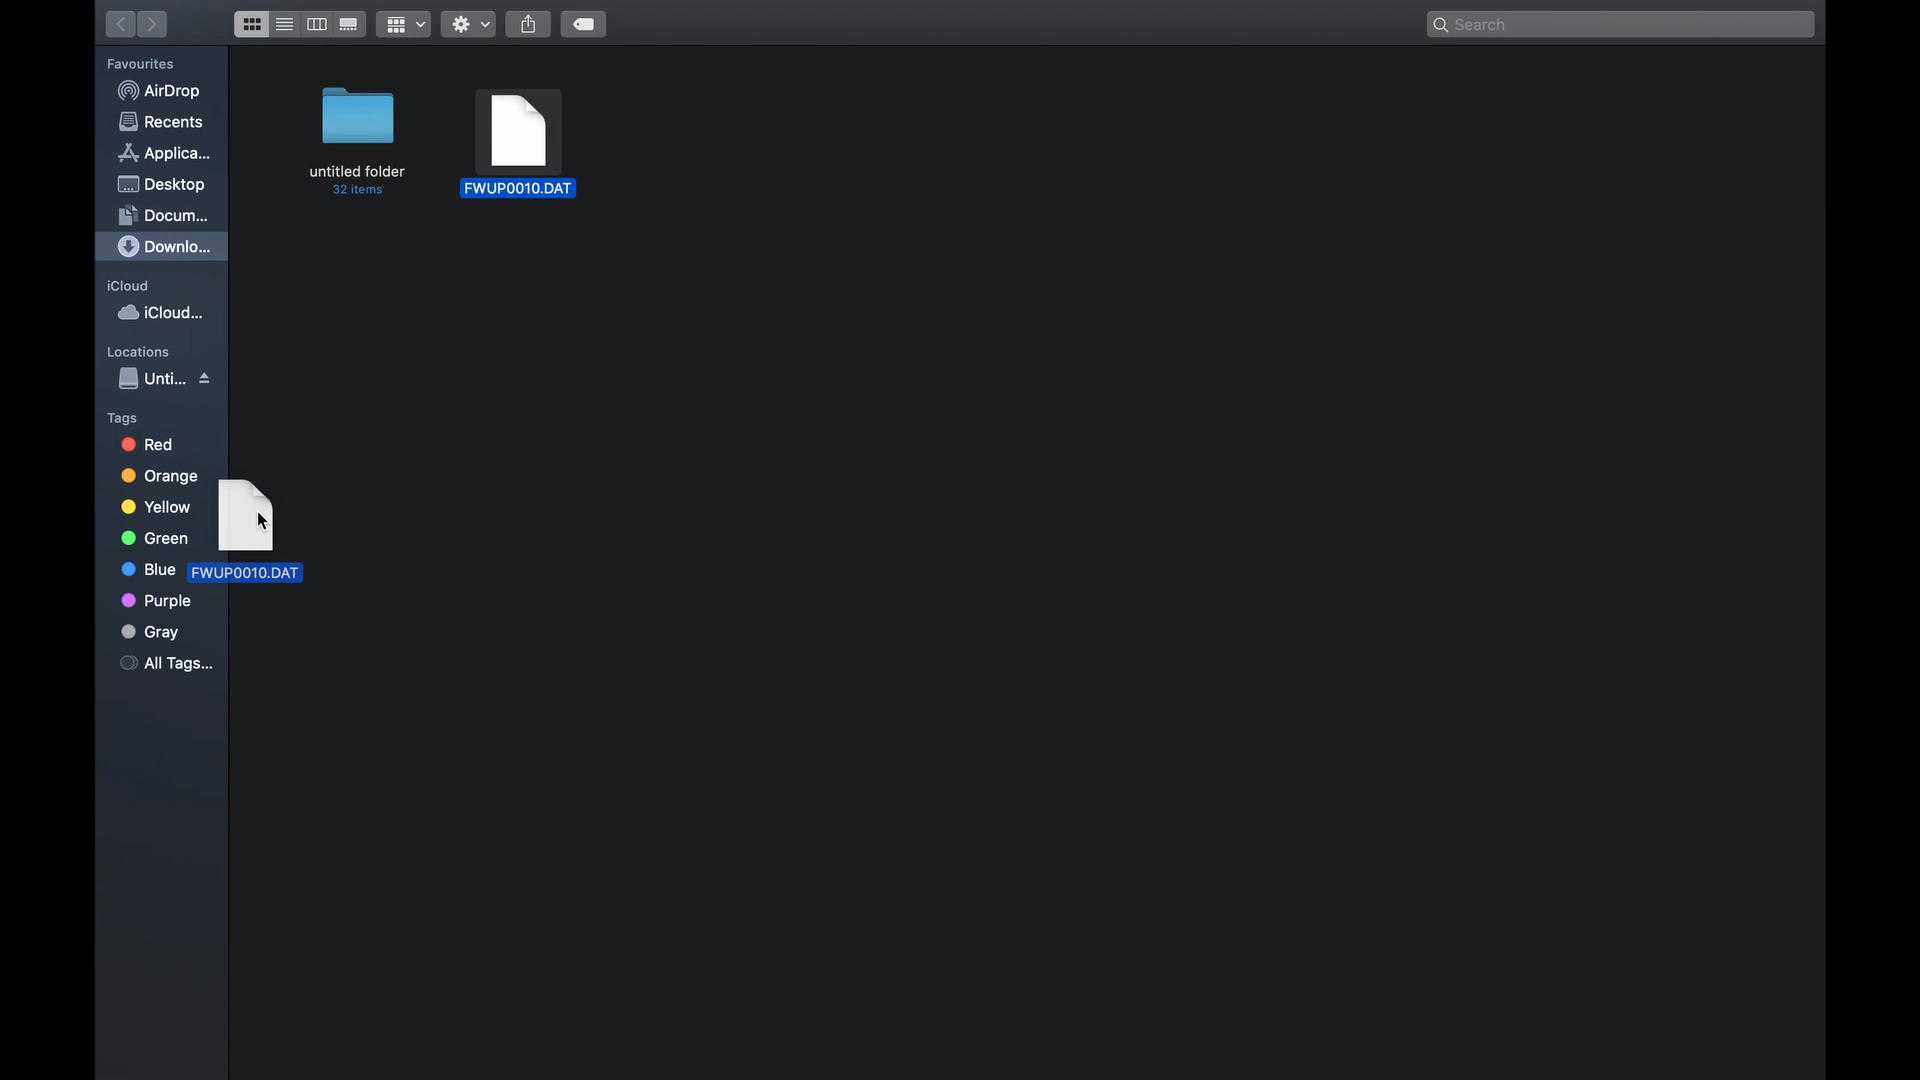 Search
Favourites
AirDrop
Recents
Applica...
Desktop
Docum...
Downlo...
iCloud
iCloud...
Locations
Unti...
Tags
Red
Orange
Yellow
Green
Blue
Purple
Gray
All Tags...
untitled folder
32 items
FWUP0010.DAT
FWUP0010.DAT